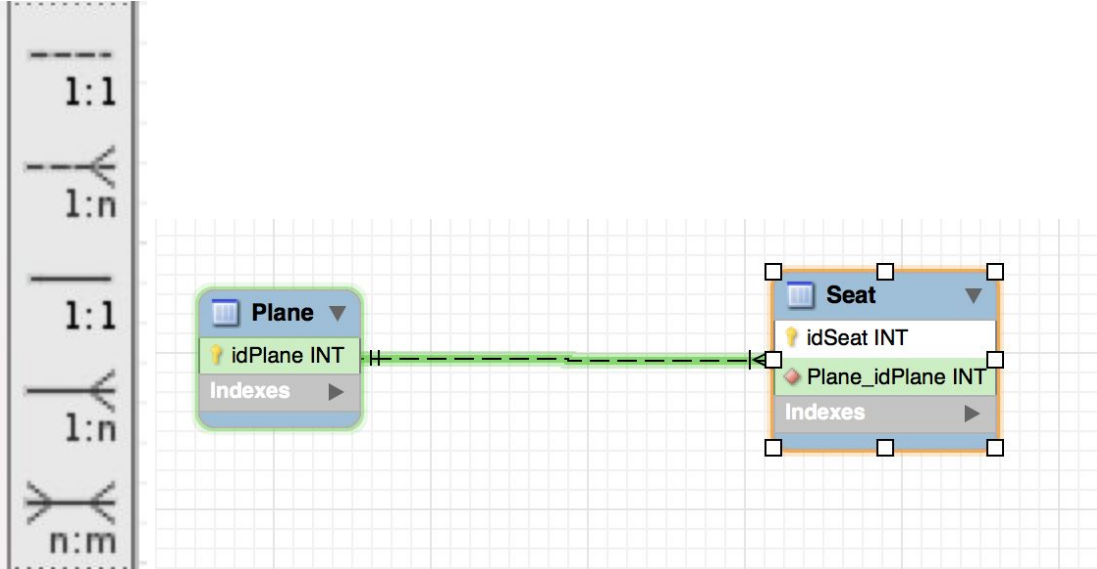 1:1
1:n
1:1
1:n
n:m
Plane
idPlane INT
Indexes
Seat
idSeat INT
Plane_idPlane INT
Indexes